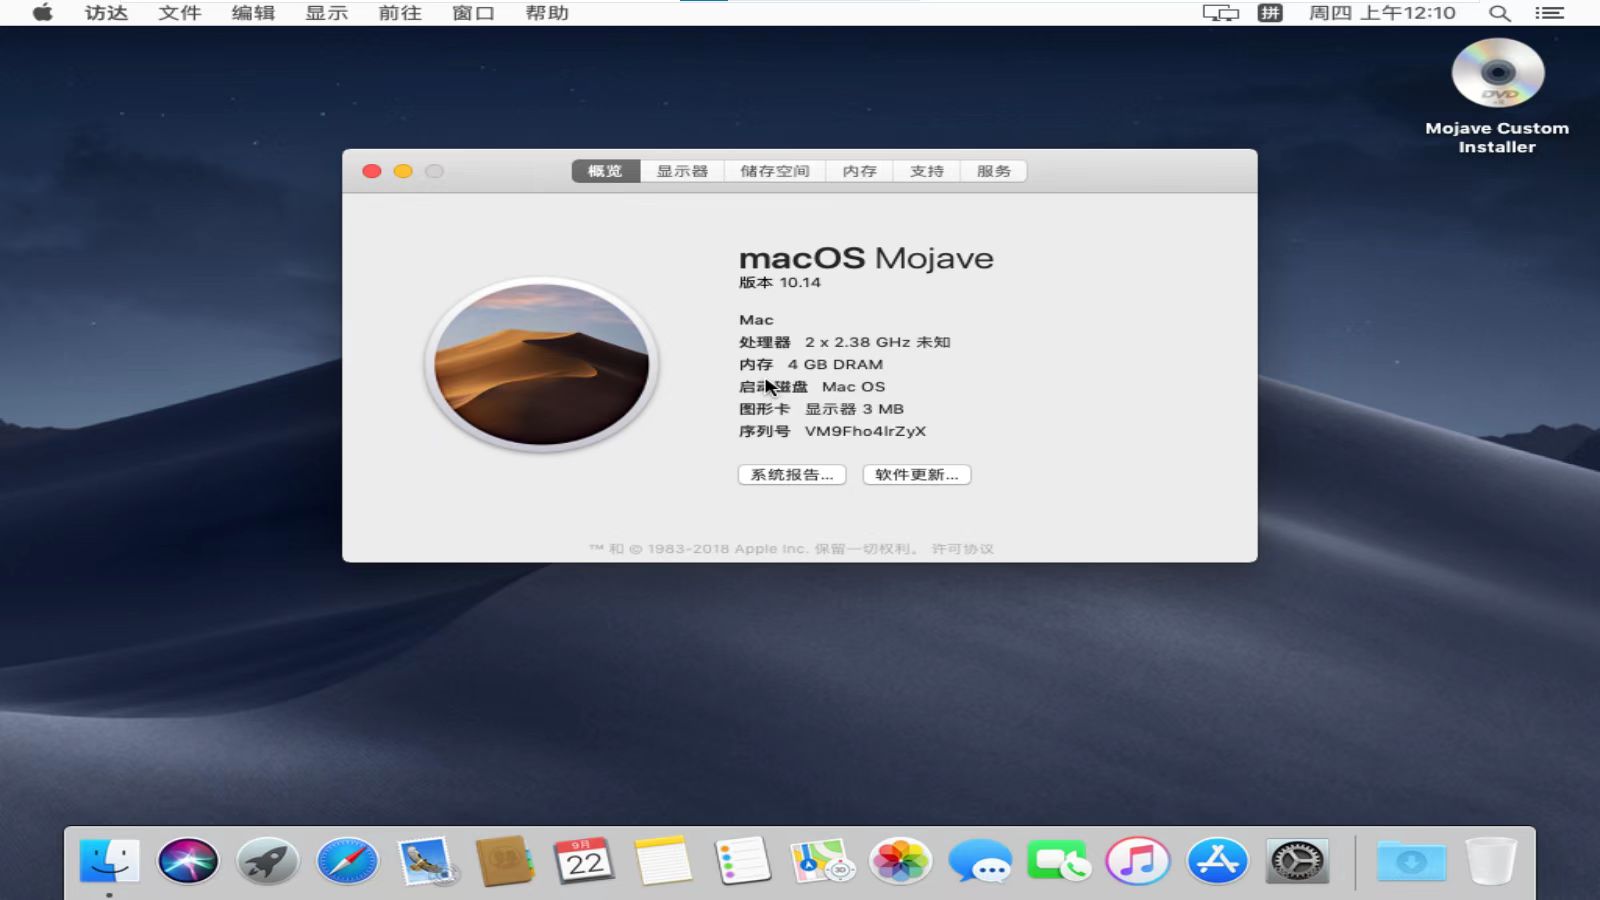 访达 文件 编辑 显示 前往 窗口 帮助 拼 周四 上午12:10
DVD
Mojave Custom
Installer
概览 显示器 储存空间 内存 支持 服务
macOS Mojave
版本 10.14
Mac
处理器 2 x 2.38 GHz 未知
内存 4 GB DRAM
启动磁盘 Mac OS
图形卡 显示器 3 MB
序列号 VM9Fho4lrZyX
系统报告... 软件更新...
™ 和 © 1983-2018 Apple Inc. 保留一切权利。 许可协议
9月
22
3D